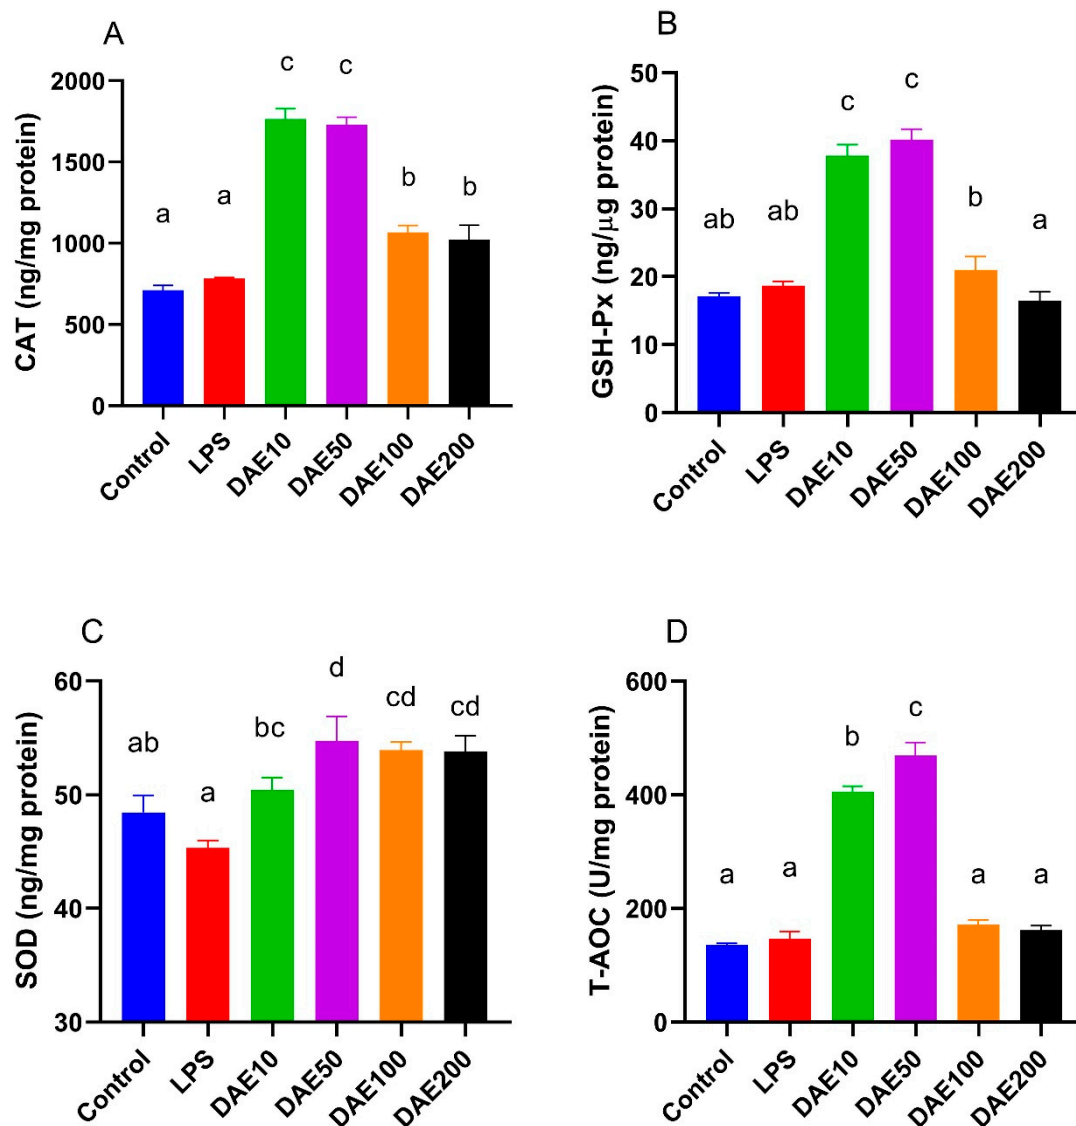 A
CAT (ng/mg protein)
2000
1500
1000
500
0
a
a
c
c
b
b
Control
LPS
DAE10
DAE50
DAE100
DAE200
B
GSH-Px (ng/μg protein)
50
40
30
20
10
0
ab
ab
c
c
b
a
Control
LPS
DAE10
DAE50
DAE100
DAE200
C
SOD (ng/mg protein)
60
50
40
30
ab
a
bc
d
cd
cd
Control
LPS
DAE10
DAE50
DAE100
DAE200
D
T-AOC (U/mg protein)
600
400
200
0
a
a
b
c
a
a
Control
LPS
DAE10
DAE50
DAE100
DAE200